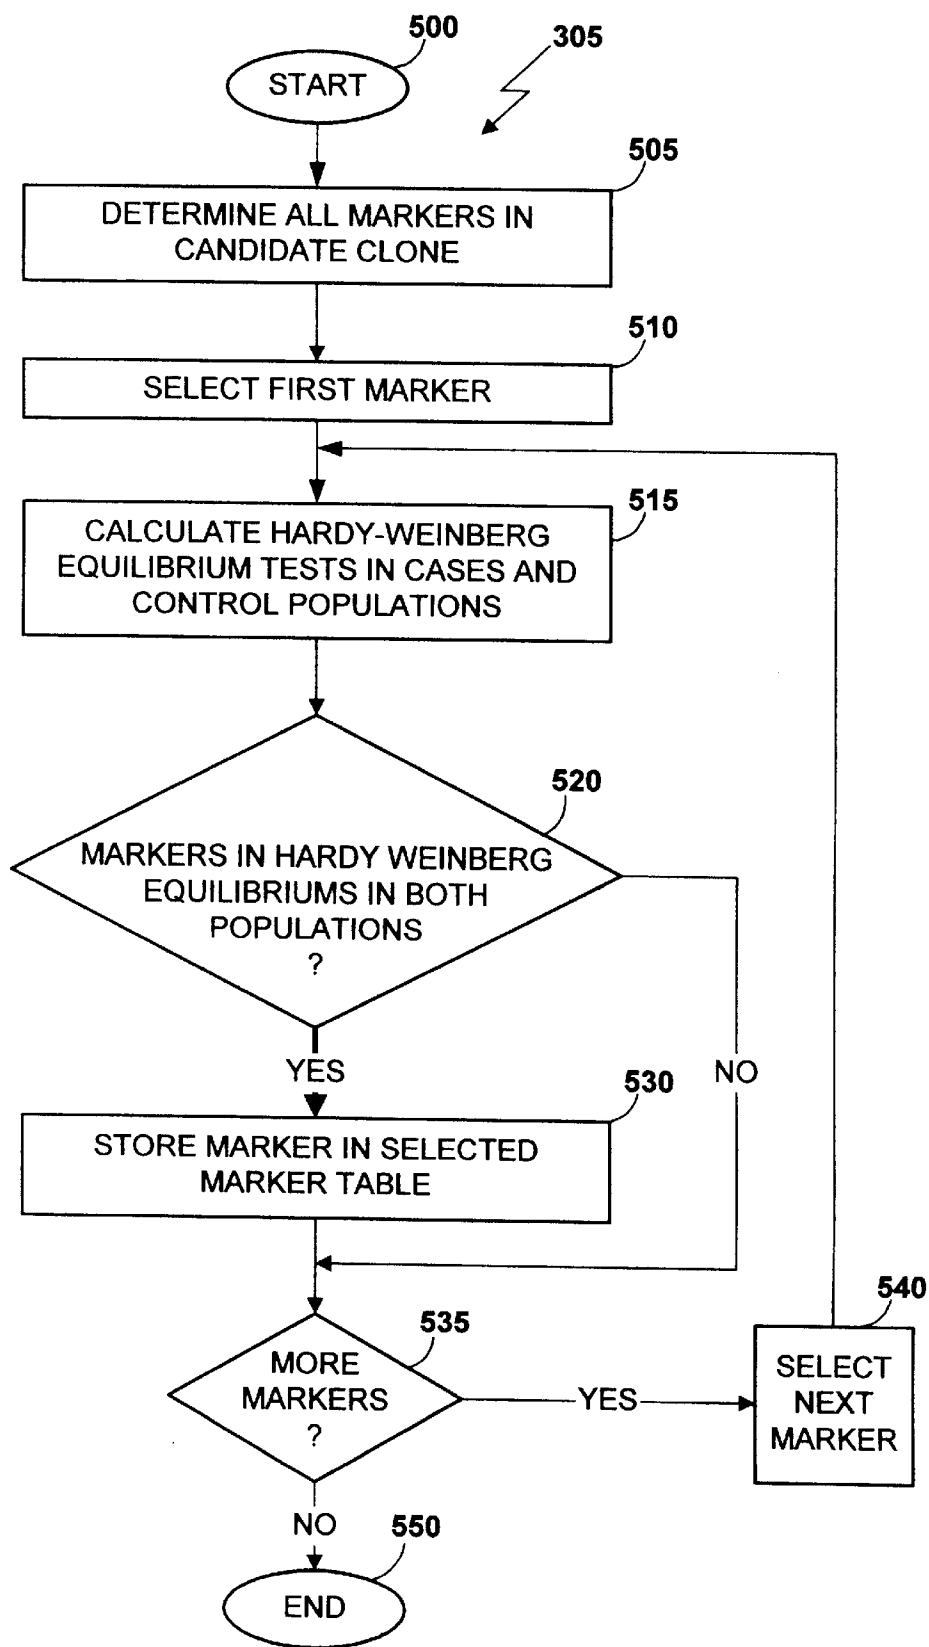 500
305
START
505
DETERMINE ALL MARKERS IN
CANDIDATE CLONE
510
SELECT FIRST MARKER
515
CALCULATE HARDY-WEINBERG
EQUILIBRIUM TESTS IN CASES AND
CONTROL POPULATIONS
520
MARKERS IN HARDY WEINBERG
EQUILIBRIUMS IN BOTH
POPULATIONS
?
YES
NO
530
STORE MARKER IN SELECTED
MARKER TABLE
535
MORE
MARKERS
?
YES
540
SELECT
NEXT
MARKER
NO
550
END